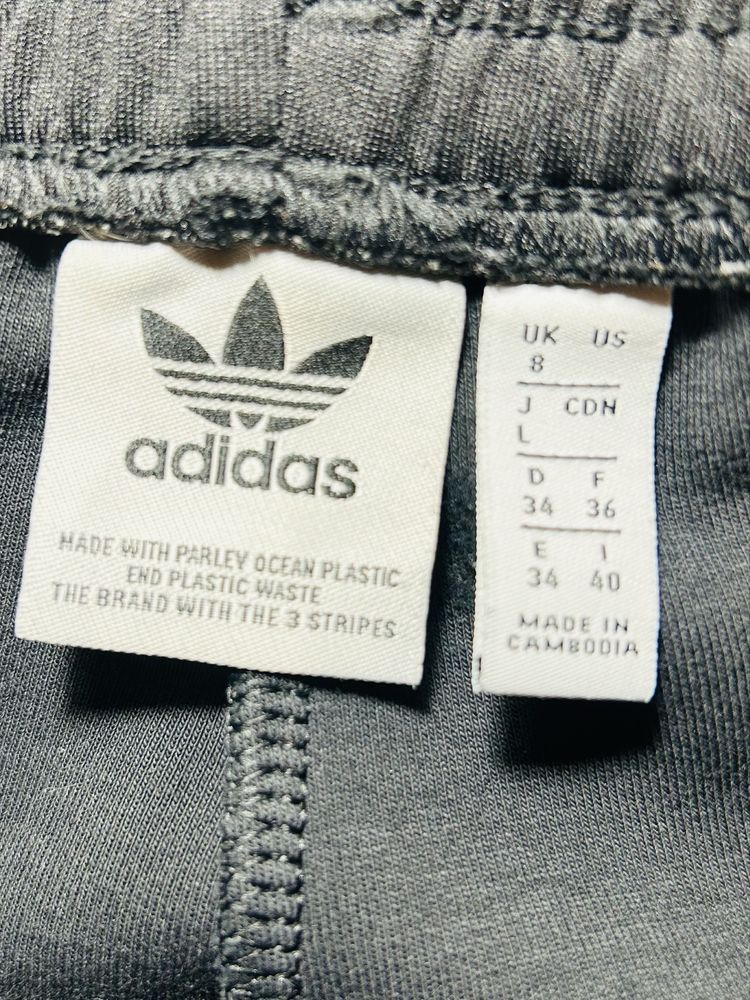 adidas
MADE WITH PARLEY OCEAN PLASTIC
END PLASTIC WASTE
THE BRAND WITH THE 3 STRIPES
UK US
8
J CDN
L
D F
34 36
E I
34 40
MADE IN
CAMBODIA